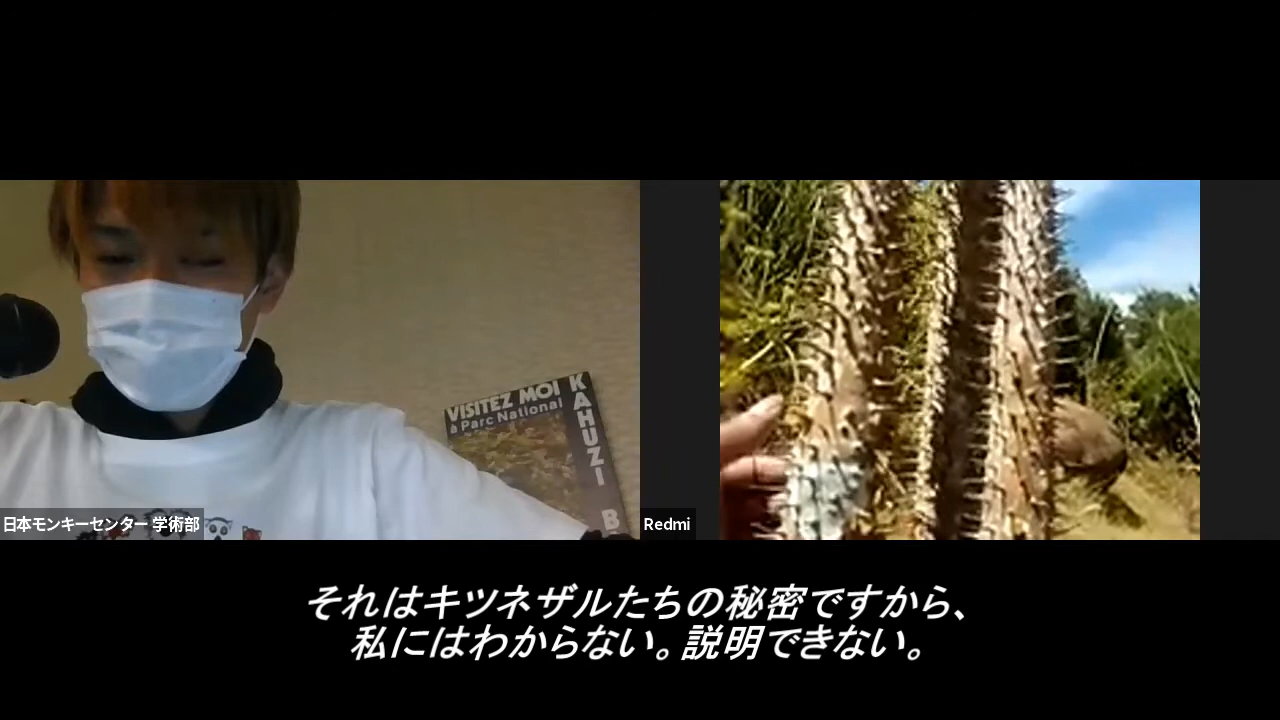 VISITEZ MOI
à Parc National
KAHUZI
B
日本モンキーセンター 学術部
Redmi
それはキツネザルたちの秘密ですから、
私にはわからない。説明できない。